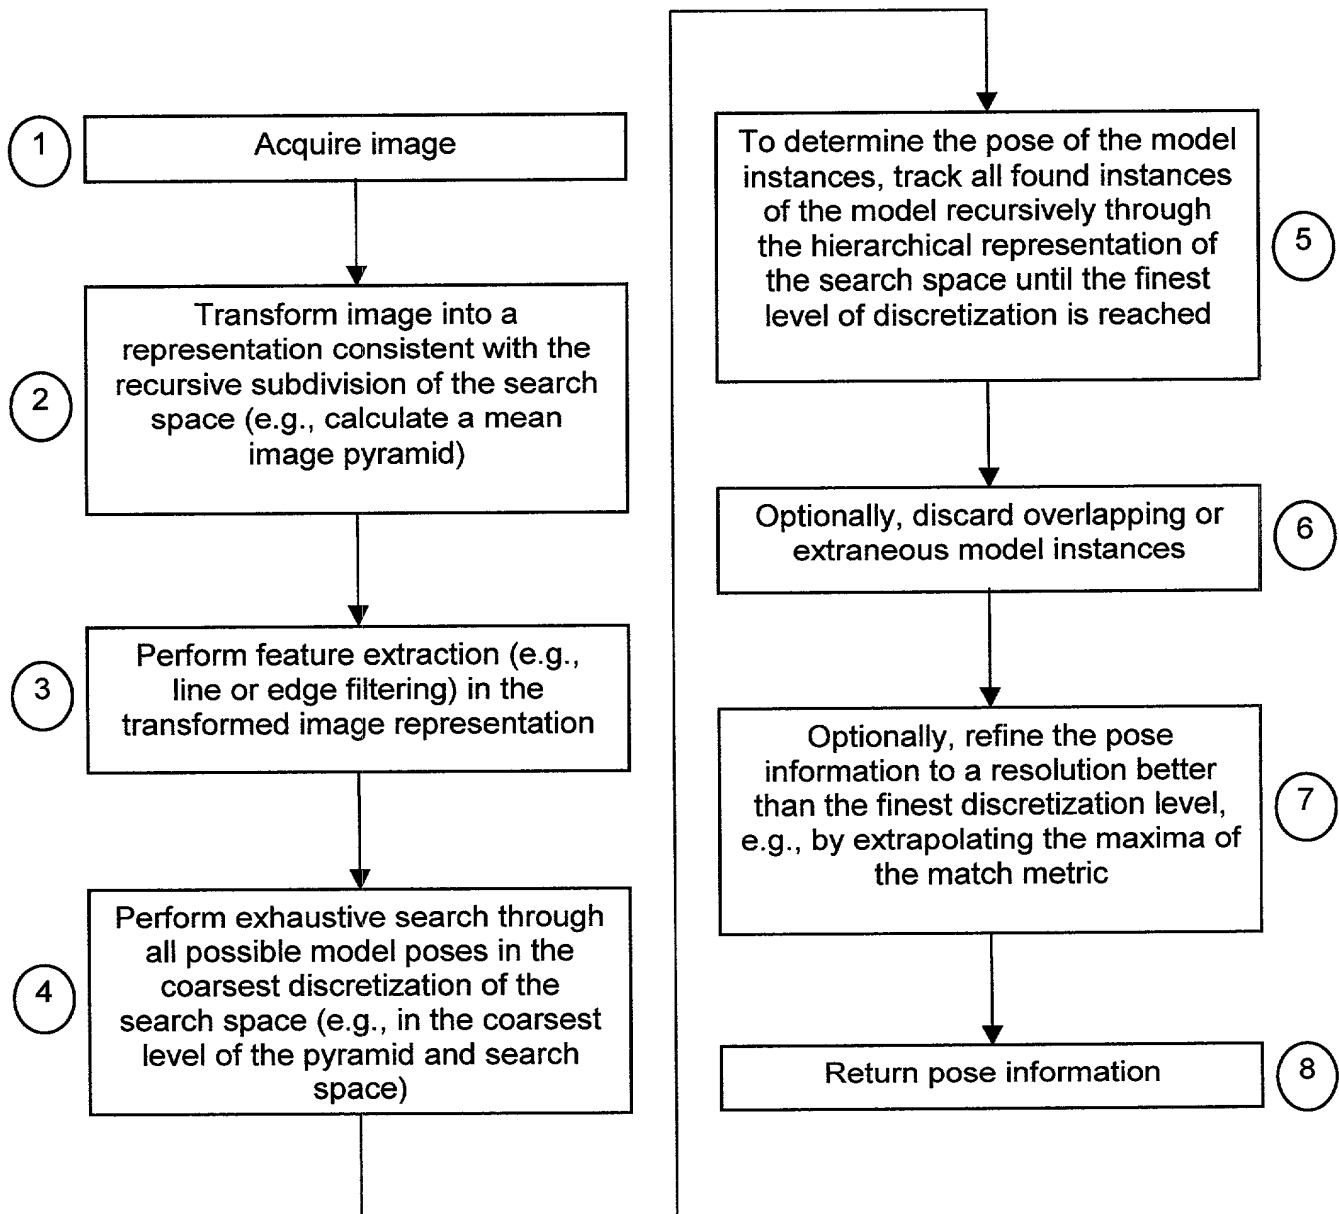 1
Acquire image
2
Transform image into a
representation consistent with the
recursive subdivision of the search
space (e.g., calculate a mean
image pyramid)
3
Perform feature extraction (e.g.,
line or edge filtering) in the
transformed image representation
4
Perform exhaustive search through
all possible model poses in the
coarsest discretization of the
search space (e.g., in the coarsest
level of the pyramid and search
space)
To determine the pose of the model
instances, track all found instances
of the model recursively through
the hierarchical representation of
the search space until the finest
level of discretization is reached
5
Optionally, discard overlapping or
extraneous model instances
6
Optionally, refine the pose
information to a resolution better
than the finest discretization level,
e.g., by extrapolating the maxima of
the match metric
7
Return pose information
8